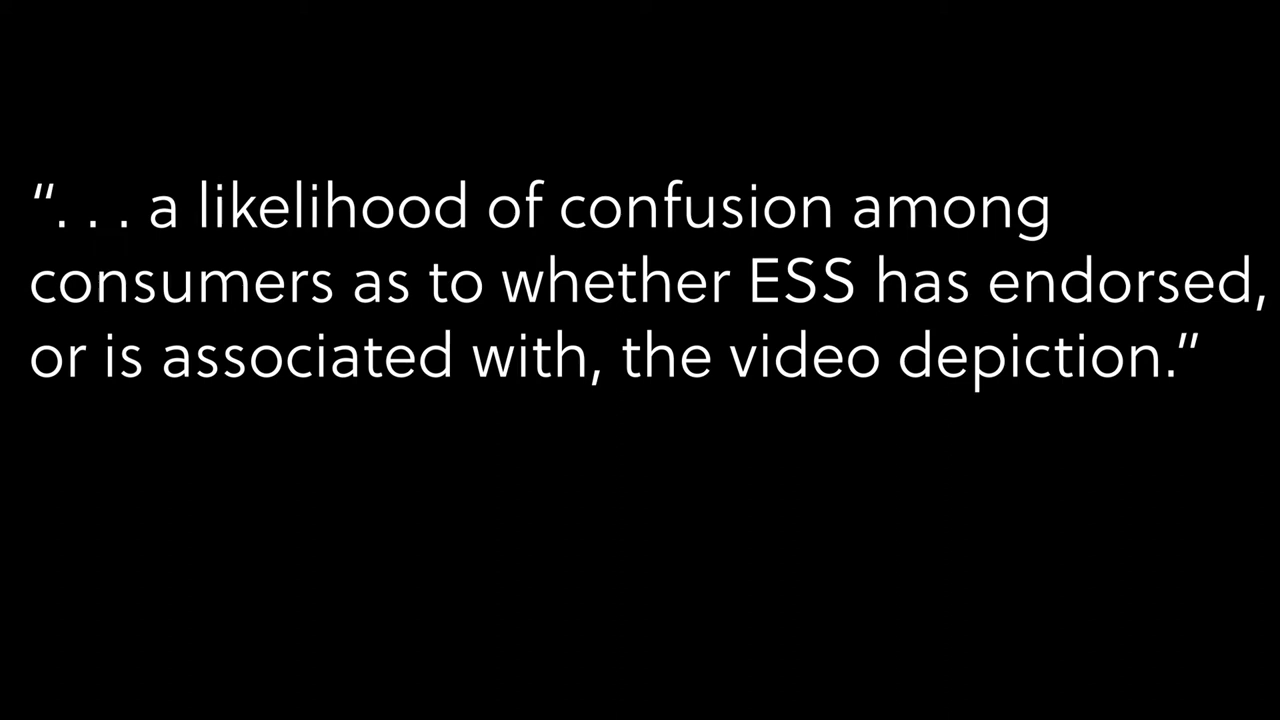 “. . . a likelihood of confusion among
consumers as to whether ESS has endorsed,
or is associated with, the video depiction.”